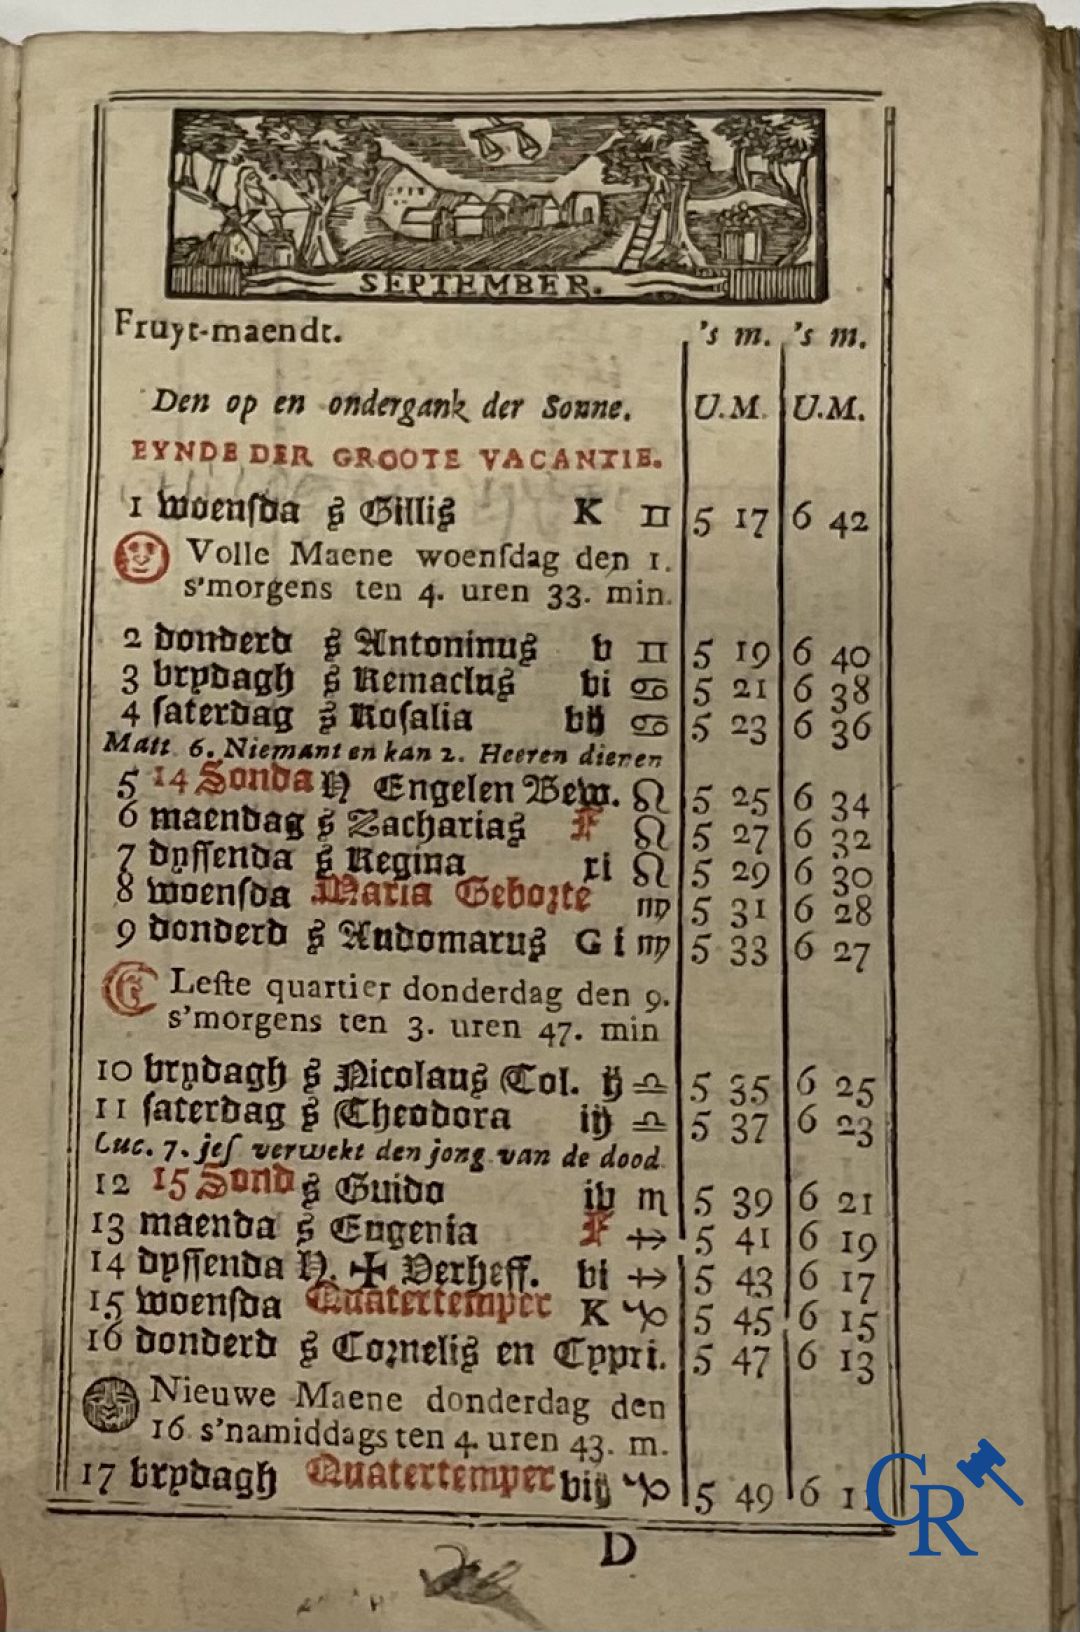 SEPTEMBER.
Fruyt-maendt. 's m. 's m.
Den op en ondergank der Sonne. U.M. U.M.
EYNDE DER GROOTE VACANTIE.
1 woenſda s Gillis K ♊ 5 17 6 42
Volle Maene woenſdag den 1.
s'morgens ten 4. uren 33. min.
2 donderd s Antoninus v ♊ 5 19 6 40
3 vrydagh s Remaclus vi ♋ 5 21 6 38
4 ſaterdag s Roſalia vij ♋ 5 23 6 36
Matt 6. Niemant en kan 2. Heeren dienen
5 14 Sonda H Engelen Bew. ♌ 5 25 6 34
6 maendag s Zacharias F ♌ 5 27 6 32
7 dyſſenda s Regina xi ♌ 5 29 6 30
8 woenſda Maria Geboꝛte ♍ 5 31 6 28
9 donderd s Audomarus G i ♍ 5 33 6 27
Leſte quartier donderdag den 9.
s'morgens ten 3. uren 47. min
10 vrydagh s Nicolaus Tol. ij ♎ 5 35 6 25
11 ſaterdag s Theodora iij ♎ 5 37 6 23
Luc. 7. jeſ verwekt den jong van de dood
12 15 Sond s Guido iv ♏ 5 39 6 21
13 maenda s Eugenia F ♐ 5 41 6 19
14 dyſſenda H. ✠ Verheff. vi ♐ 5 43 6 17
15 woenſda Quatertemper K ♑ 5 45 6 15
16 donderd s Coꝛnelis en Cypri. 5 47 6 13
Nieuwe Maene donderdag den
16 s'namiddags ten 4 uren 43. m.
17 vrydagh Quatertemper viij ♑ 5 49 6 11
D
CR